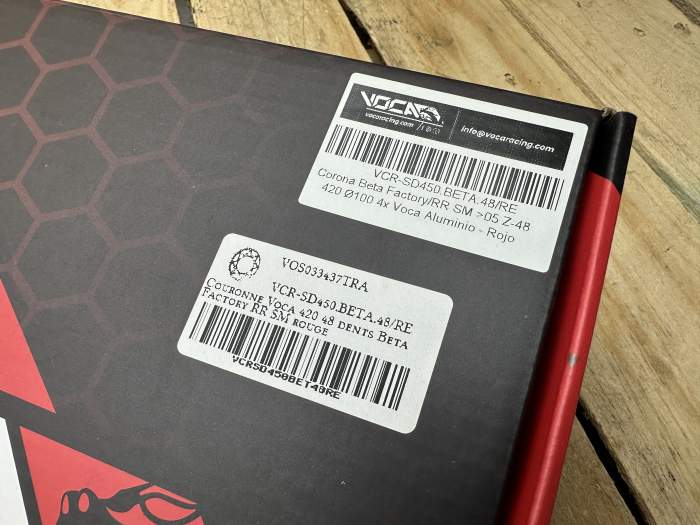 VOCA
vocaracing.com
info@vocaracing.com
VCR-SD450.BETA.48/RE
Corona Beta Factory/RR SM >05 Z-48
420 Ø100 4x Voca Aluminio - Rojo
VOS033437TRA
VCR-SD450.BETA.48/RE
Couronne Voca 420 48 dents Beta
Factory RR SM rouge
VCRSD450BET48RE